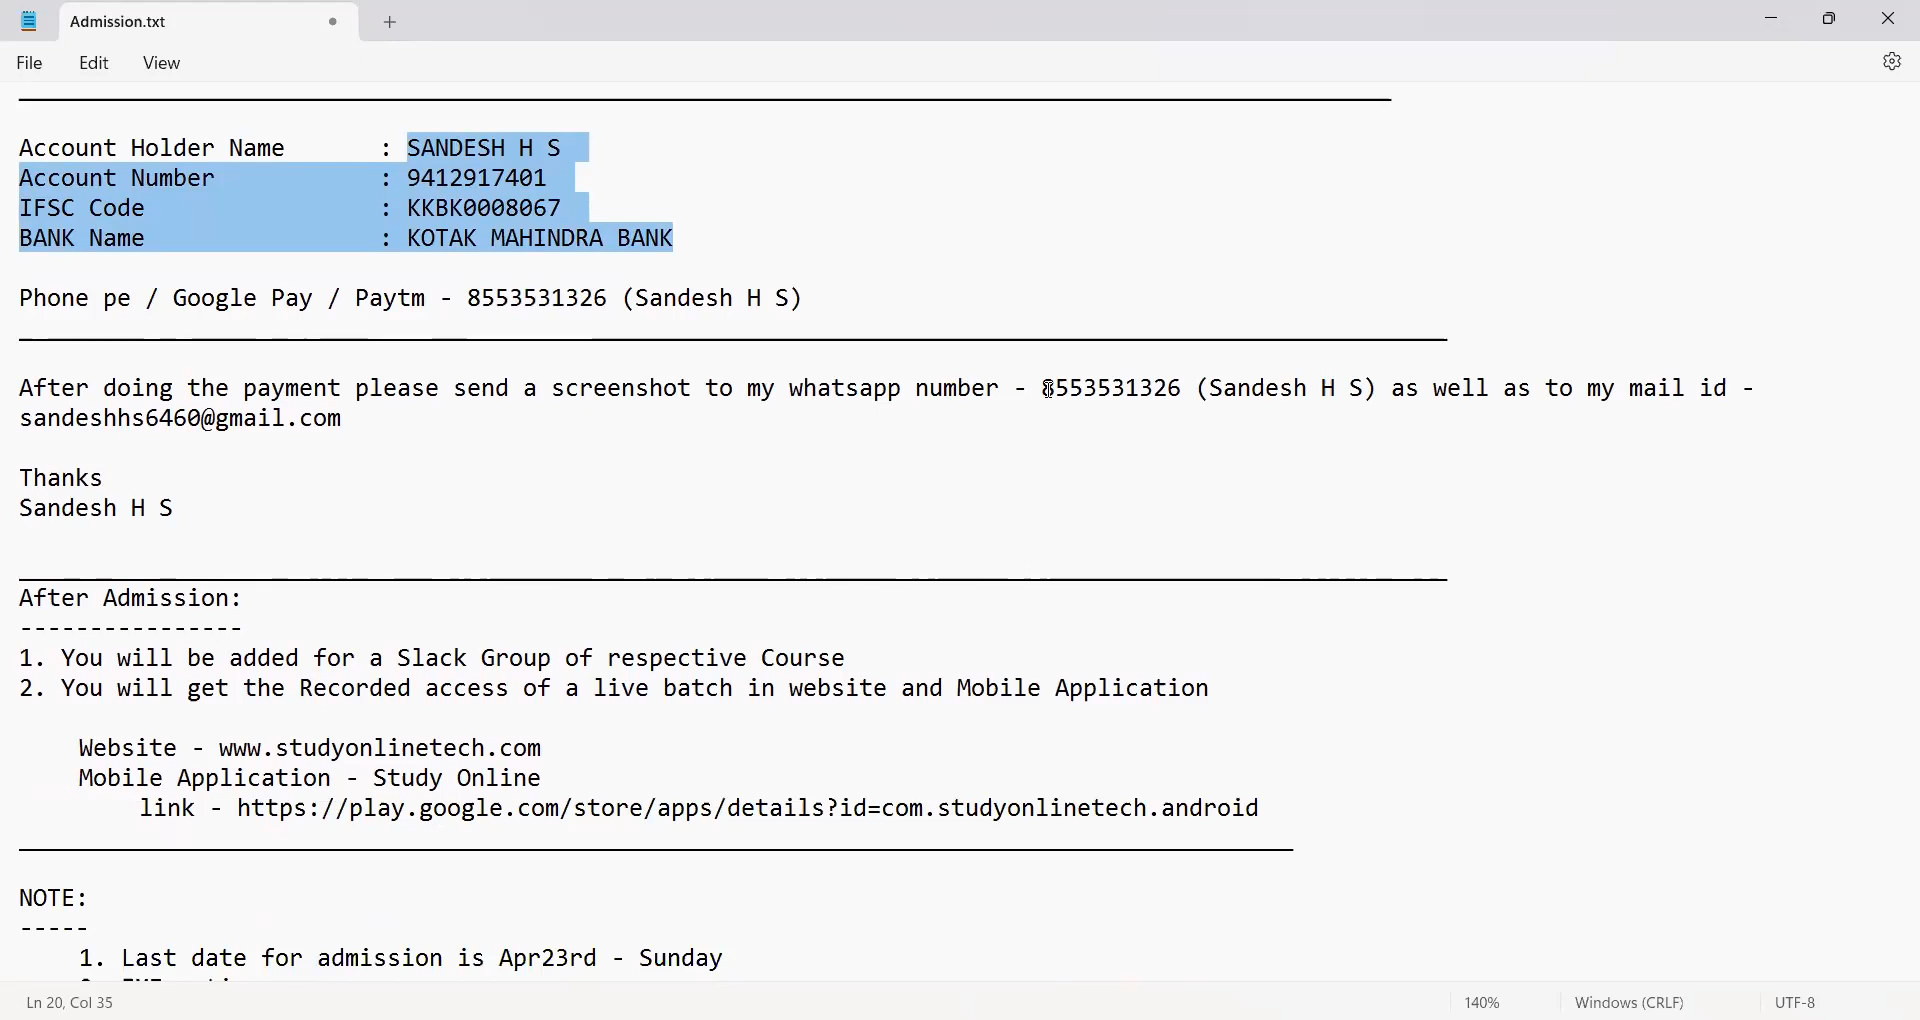 Admission.txt
File Edit View
Account Holder Name : SANDESH H S
Account Number : 9412917401
IFSC Code : KKBK0008067
BANK Name : KOTAK MAHINDRA BANK
Phone pe / Google Pay / Paytm - 8553531326 (Sandesh H S)
After doing the payment please send a screenshot to my whatsapp number - 8553531326 (Sandesh H S) as well as to my mail id -
sandeshhs6460@gmail.com
Thanks
Sandesh H S
After Admission:
----------------
1. You will be added for a Slack Group of respective Course
2. You will get the Recorded access of a live batch in website and Mobile Application
Website - www.studyonlinetech.com
Mobile Application - Study Online
link - https://play.google.com/store/apps/details?id=com.studyonlinetech.android
NOTE:
-----
1. Last date for admission is Apr23rd - Sunday
Ln 20, Col 35 140% Windows (CRLF) UTF-8